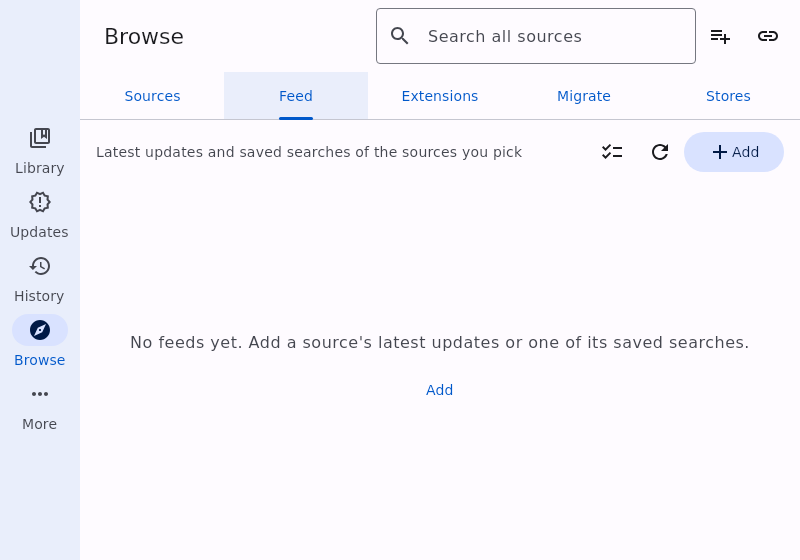 Browse
Search all sources
Sources
Feed
Extensions
Migrate
Stores
Library
Updates
History
Browse
More
Latest updates and saved searches of the sources you pick
Add
No feeds yet. Add a source's latest updates or one of its saved searches.
Add